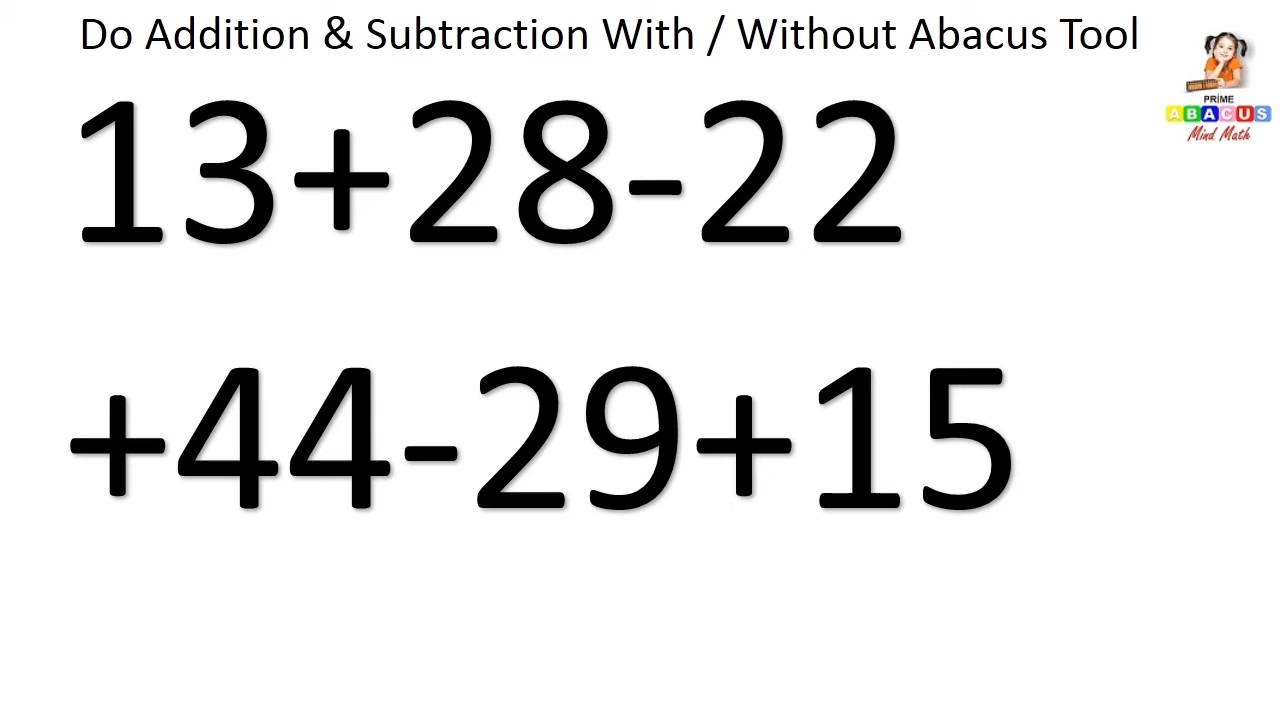 Do Addition & Subtraction With / Without Abacus Tool
13+28-22
PRIME
ABACUS
Mind Math
+44-29+15